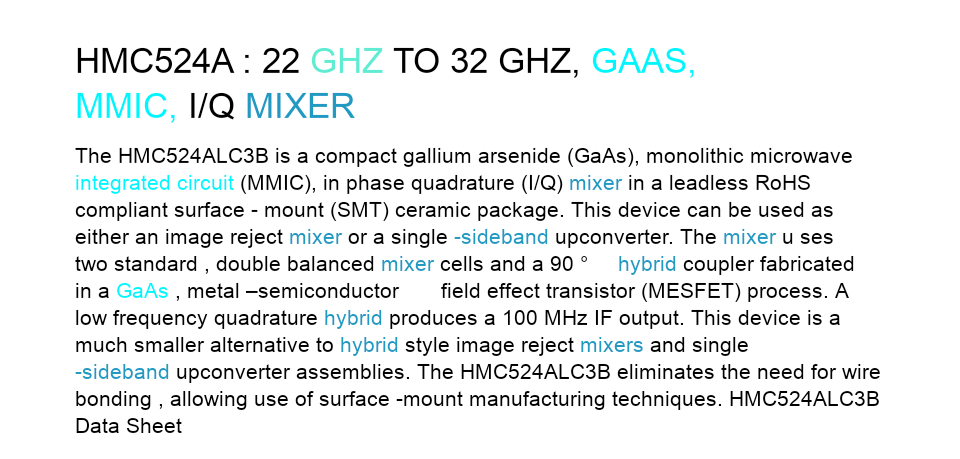 HMC524A : 22 GHZ TO 32 GHZ, GAAS,
MMIC, I/Q MIXER
The HMC524ALC3B is a compact gallium arsenide (GaAs), monolithic microwave
integrated circuit (MMIC), in phase quadrature (I/Q) mixer in a leadless RoHS
compliant surface - mount (SMT) ceramic package. This device can be used as
either an image reject mixer or a single -sideband upconverter. The mixer u ses
two standard , double balanced mixer cells and a 90 ° hybrid coupler fabricated
in a GaAs , metal –semiconductor field effect transistor (MESFET) process. A
low frequency quadrature hybrid produces a 100 MHz IF output. This device is a
much smaller alternative to hybrid style image reject mixers and single
-sideband upconverter assemblies. The HMC524ALC3B eliminates the need for wire
bonding , allowing use of surface -mount manufacturing techniques. HMC524ALC3B
Data Sheet